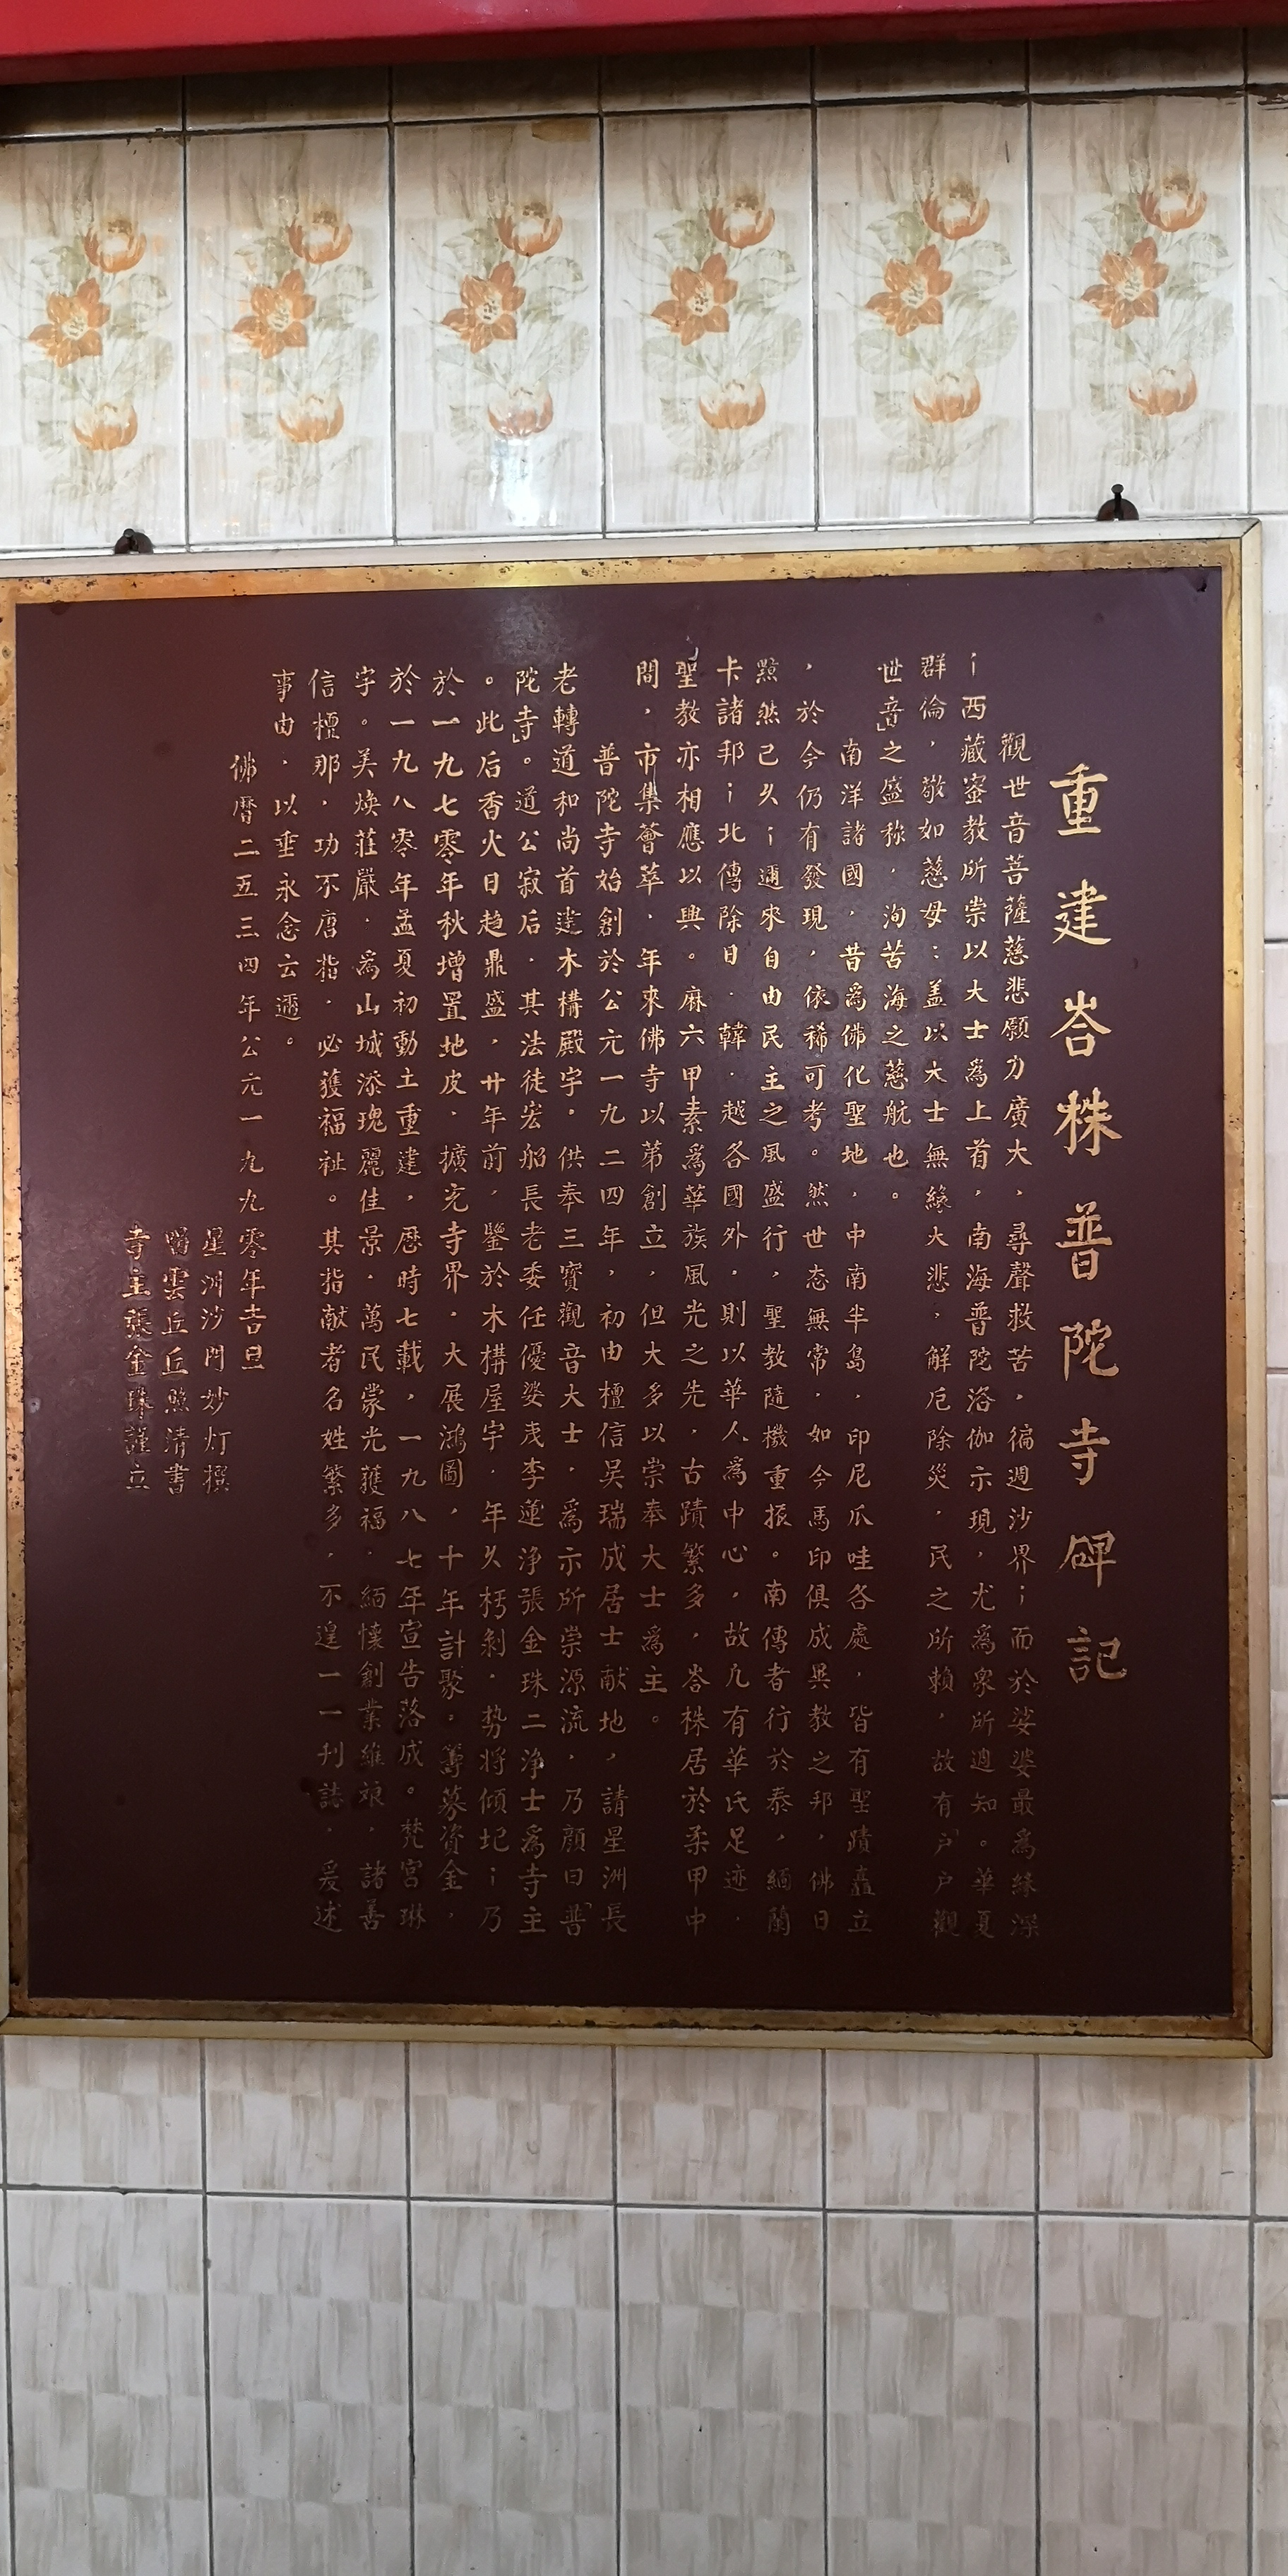 重建峇株普陀寺碑記
觀世音菩薩慈悲願力廣大，尋聲救苦，徧週沙界；而於娑婆最為緣深
；西藏蜜教所崇以大士為上首，南海普陀洛伽示現，尤為衆所週知。華夏
群倫，敬如慈母：盖以大士無緣大悲，解厄除災，民之所賴，故有「户户觀
世音」之盛称，洵苦海之慈航也。
南洋諸國，昔為佛化聖地，中南半島，印尼爪哇各處，皆有聖蹟矗立
，於今仍有發現，依稀可考。然世态無常，如今馬印俱成異教之邦，佛日
黯然已久；邇來自由民主之風盛行，聖教隨機重振。南傳者行於泰，緬蘭
卡諸邦；北傳除日．韓．越各國外，則以華人為中心，故凢有華氏足迹．
聖教亦相應以興。麻六甲素為華族風光之先，古蹟繁多，峇株居於柔甲中
間，市集薈萃．年來佛寺以苐創立，但大多以崇奉大士為主。
普陀寺始創於公元一九二四年，初由檀信吴瑞成居士献地，請星洲長
老轉道和尚首建木構殿宇，供奉三寶觀音大士，為示所崇源流，乃顔曰「普
陀寺」。道公寂后．其法徒宏船長老委任優婆夷李蓮浄張金珠二浄士為寺主
。此后香火日趋鼎盛，廿年前，鑒於木構屋宇．年久朽剝，势將傾圮；乃
於一九七零年秋增置地皮．擴充寺界，大展鴻圖，十年計聚，籌募資金，
於一九八零年孟夏初動土重建，厯時七載，一九八七年宣告落成。梵宮琳
宇。美煥莊嚴．為山城添瑰麗佳景．萬民蒙光獲福．緬懷創業維艰，諸善
信檀那．功不唐捐．必獲福祉。其指献者名姓繁多，不遑一一刊誌．爰述
事由．以垂永念云邇。
佛曆二五三四年公元一九九零年吉旦
星洲沙門妙灯撰
嚼雲丘丘煞清書
寺主張金珠謹立